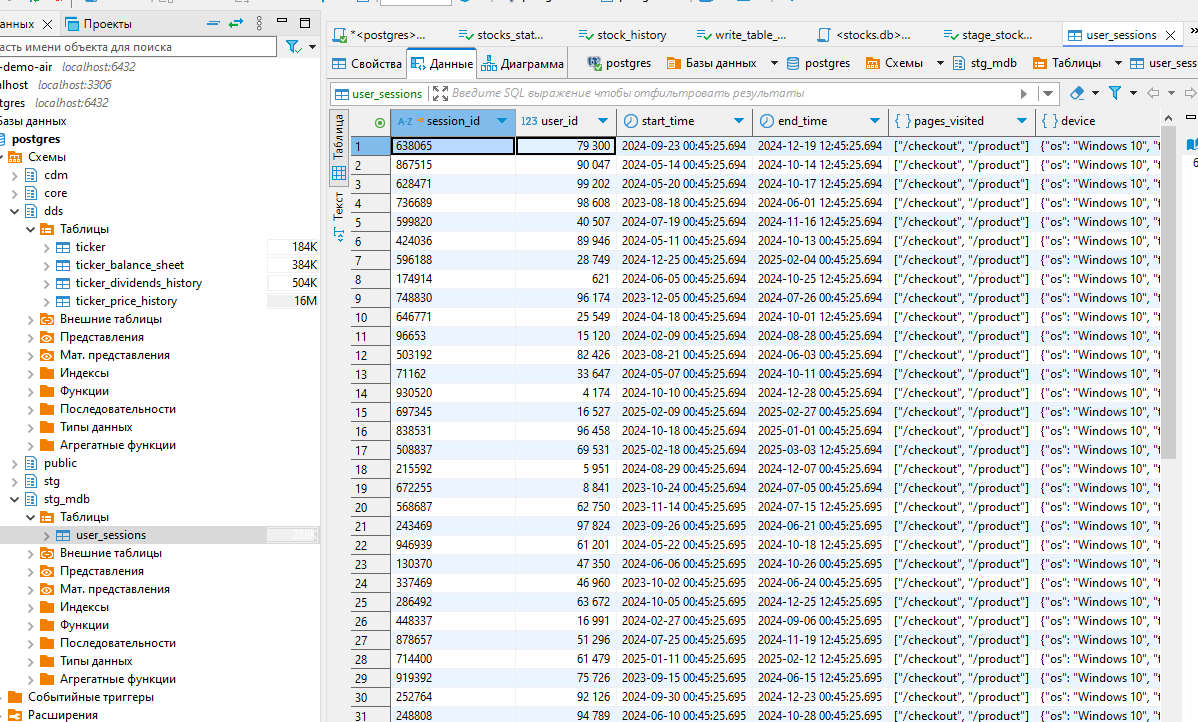 анных Проекты
асть имени объекта для поиска
-demo-air localhost:6432
lhost localhost:3306
tgres localhost:6432
азы данных
postgres
Схемы
cdm
core
dds
Таблицы
ticker 184K
ticker_balance_sheet 384K
ticker_dividends_history 504K
ticker_price_history 16M
Внешние таблицы
Представления
Мат. представления
Индексы
Функции
Последовательности
Типы данных
Агрегатные функции
public
stg
stg_mdb
Таблицы
user_sessions
Внешние таблицы
Представления
Мат. представления
Индексы
Функции
Последовательности
Типы данных
Агрегатные функции
Событийные триггеры
Расширения
*<postgres>... stocks_stat... stock_history write_table_... <stocks.db>... stage_stock... user_sessions
Свойства Данные Диаграмма postgres Базы данных postgres Схемы stg_mdb Таблицы user_sess
user_sessions Введите SQL выражение чтобы отфильтровать результаты
Таблица
Текст
A-Z session_id 123 user_id start_time end_time { } pages_visited { } device
1 638065 79 300 2024-09-23 00:45:25.694 2024-12-19 12:45:25.694 ["/checkout", "/product"] {"os": "Windows 10", "t
2 867515 90 047 2024-05-14 00:45:25.694 2024-10-14 12:45:25.694 ["/checkout", "/product"] {"os": "Windows 10", "t
3 628471 99 202 2024-05-20 00:45:25.694 2024-10-17 12:45:25.694 ["/checkout", "/product"] {"os": "Windows 10", "t
4 736689 98 608 2023-08-18 00:45:25.694 2024-06-01 12:45:25.694 ["/checkout", "/product"] {"os": "Windows 10", "t
5 599820 40 507 2024-07-19 00:45:25.694 2024-11-16 12:45:25.694 ["/checkout", "/product"] {"os": "Windows 10", "t
6 424036 89 946 2024-05-11 00:45:25.694 2024-10-13 00:45:25.694 ["/checkout", "/product"] {"os": "Windows 10", "t
7 596188 28 749 2024-12-25 00:45:25.694 2025-02-04 00:45:25.694 ["/checkout", "/product"] {"os": "Windows 10", "t
8 174914 621 2024-06-05 00:45:25.694 2024-10-25 12:45:25.694 ["/checkout", "/product"] {"os": "Windows 10", "t
9 748830 96 174 2023-12-05 00:45:25.694 2024-07-26 00:45:25.694 ["/checkout", "/product"] {"os": "Windows 10", "t
10 646771 25 549 2024-04-18 00:45:25.694 2024-10-01 12:45:25.694 ["/checkout", "/product"] {"os": "Windows 10", "t
11 96653 15 120 2024-02-09 00:45:25.694 2024-08-28 00:45:25.694 ["/checkout", "/product"] {"os": "Windows 10", "t
12 503192 82 426 2023-08-21 00:45:25.694 2024-06-03 00:45:25.694 ["/checkout", "/product"] {"os": "Windows 10", "t
13 71162 33 647 2024-05-07 00:45:25.694 2024-10-11 00:45:25.694 ["/checkout", "/product"] {"os": "Windows 10", "t
14 930520 4 174 2024-10-10 00:45:25.694 2024-12-28 00:45:25.694 ["/checkout", "/product"] {"os": "Windows 10", "t
15 697345 16 527 2025-02-09 00:45:25.694 2025-02-27 00:45:25.694 ["/checkout", "/product"] {"os": "Windows 10", "t
16 838531 96 458 2024-10-18 00:45:25.694 2025-01-01 00:45:25.694 ["/checkout", "/product"] {"os": "Windows 10", "t
17 508837 69 531 2025-02-18 00:45:25.694 2025-03-03 12:45:25.694 ["/checkout", "/product"] {"os": "Windows 10", "t
18 215592 5 951 2024-08-29 00:45:25.694 2024-12-07 00:45:25.694 ["/checkout", "/product"] {"os": "Windows 10", "t
19 672255 8 841 2023-10-24 00:45:25.694 2024-07-05 00:45:25.694 ["/checkout", "/product"] {"os": "Windows 10", "t
20 568687 62 750 2023-11-14 00:45:25.695 2024-07-15 12:45:25.695 ["/checkout", "/product"] {"os": "Windows 10", "t
21 243469 97 824 2023-09-26 00:45:25.695 2024-06-21 00:45:25.695 ["/checkout", "/product"] {"os": "Windows 10", "t
22 946939 61 201 2024-05-22 00:45:25.695 2024-10-18 12:45:25.695 ["/checkout", "/product"] {"os": "Windows 10", "t
23 130370 47 350 2024-06-06 00:45:25.695 2024-10-26 00:45:25.695 ["/checkout", "/product"] {"os": "Windows 10", "t
24 337469 46 960 2023-10-02 00:45:25.695 2024-06-24 00:45:25.695 ["/checkout", "/product"] {"os": "Windows 10", "t
25 286492 63 672 2024-10-05 00:45:25.695 2024-12-25 12:45:25.695 ["/checkout", "/product"] {"os": "Windows 10", "t
26 448337 16 991 2024-02-27 00:45:25.695 2024-09-06 00:45:25.695 ["/checkout", "/product"] {"os": "Windows 10", "t
27 878657 51 296 2024-07-25 00:45:25.695 2024-11-19 12:45:25.695 ["/checkout", "/product"] {"os": "Windows 10", "t
28 714400 61 479 2025-01-11 00:45:25.695 2025-02-12 12:45:25.695 ["/checkout", "/product"] {"os": "Windows 10", "t
29 919392 75 726 2023-09-15 00:45:25.695 2024-06-15 12:45:25.695 ["/checkout", "/product"] {"os": "Windows 10", "t
30 252764 92 126 2024-09-30 00:45:25.695 2024-12-23 00:45:25.695 ["/checkout", "/product"] {"os": "Windows 10", "t
31 248808 94 789 2024-06-10 00:45:25.695 2024-10-28 00:45:25.695 ["/checkout", "/product"] {"os": "Windows 10", "t